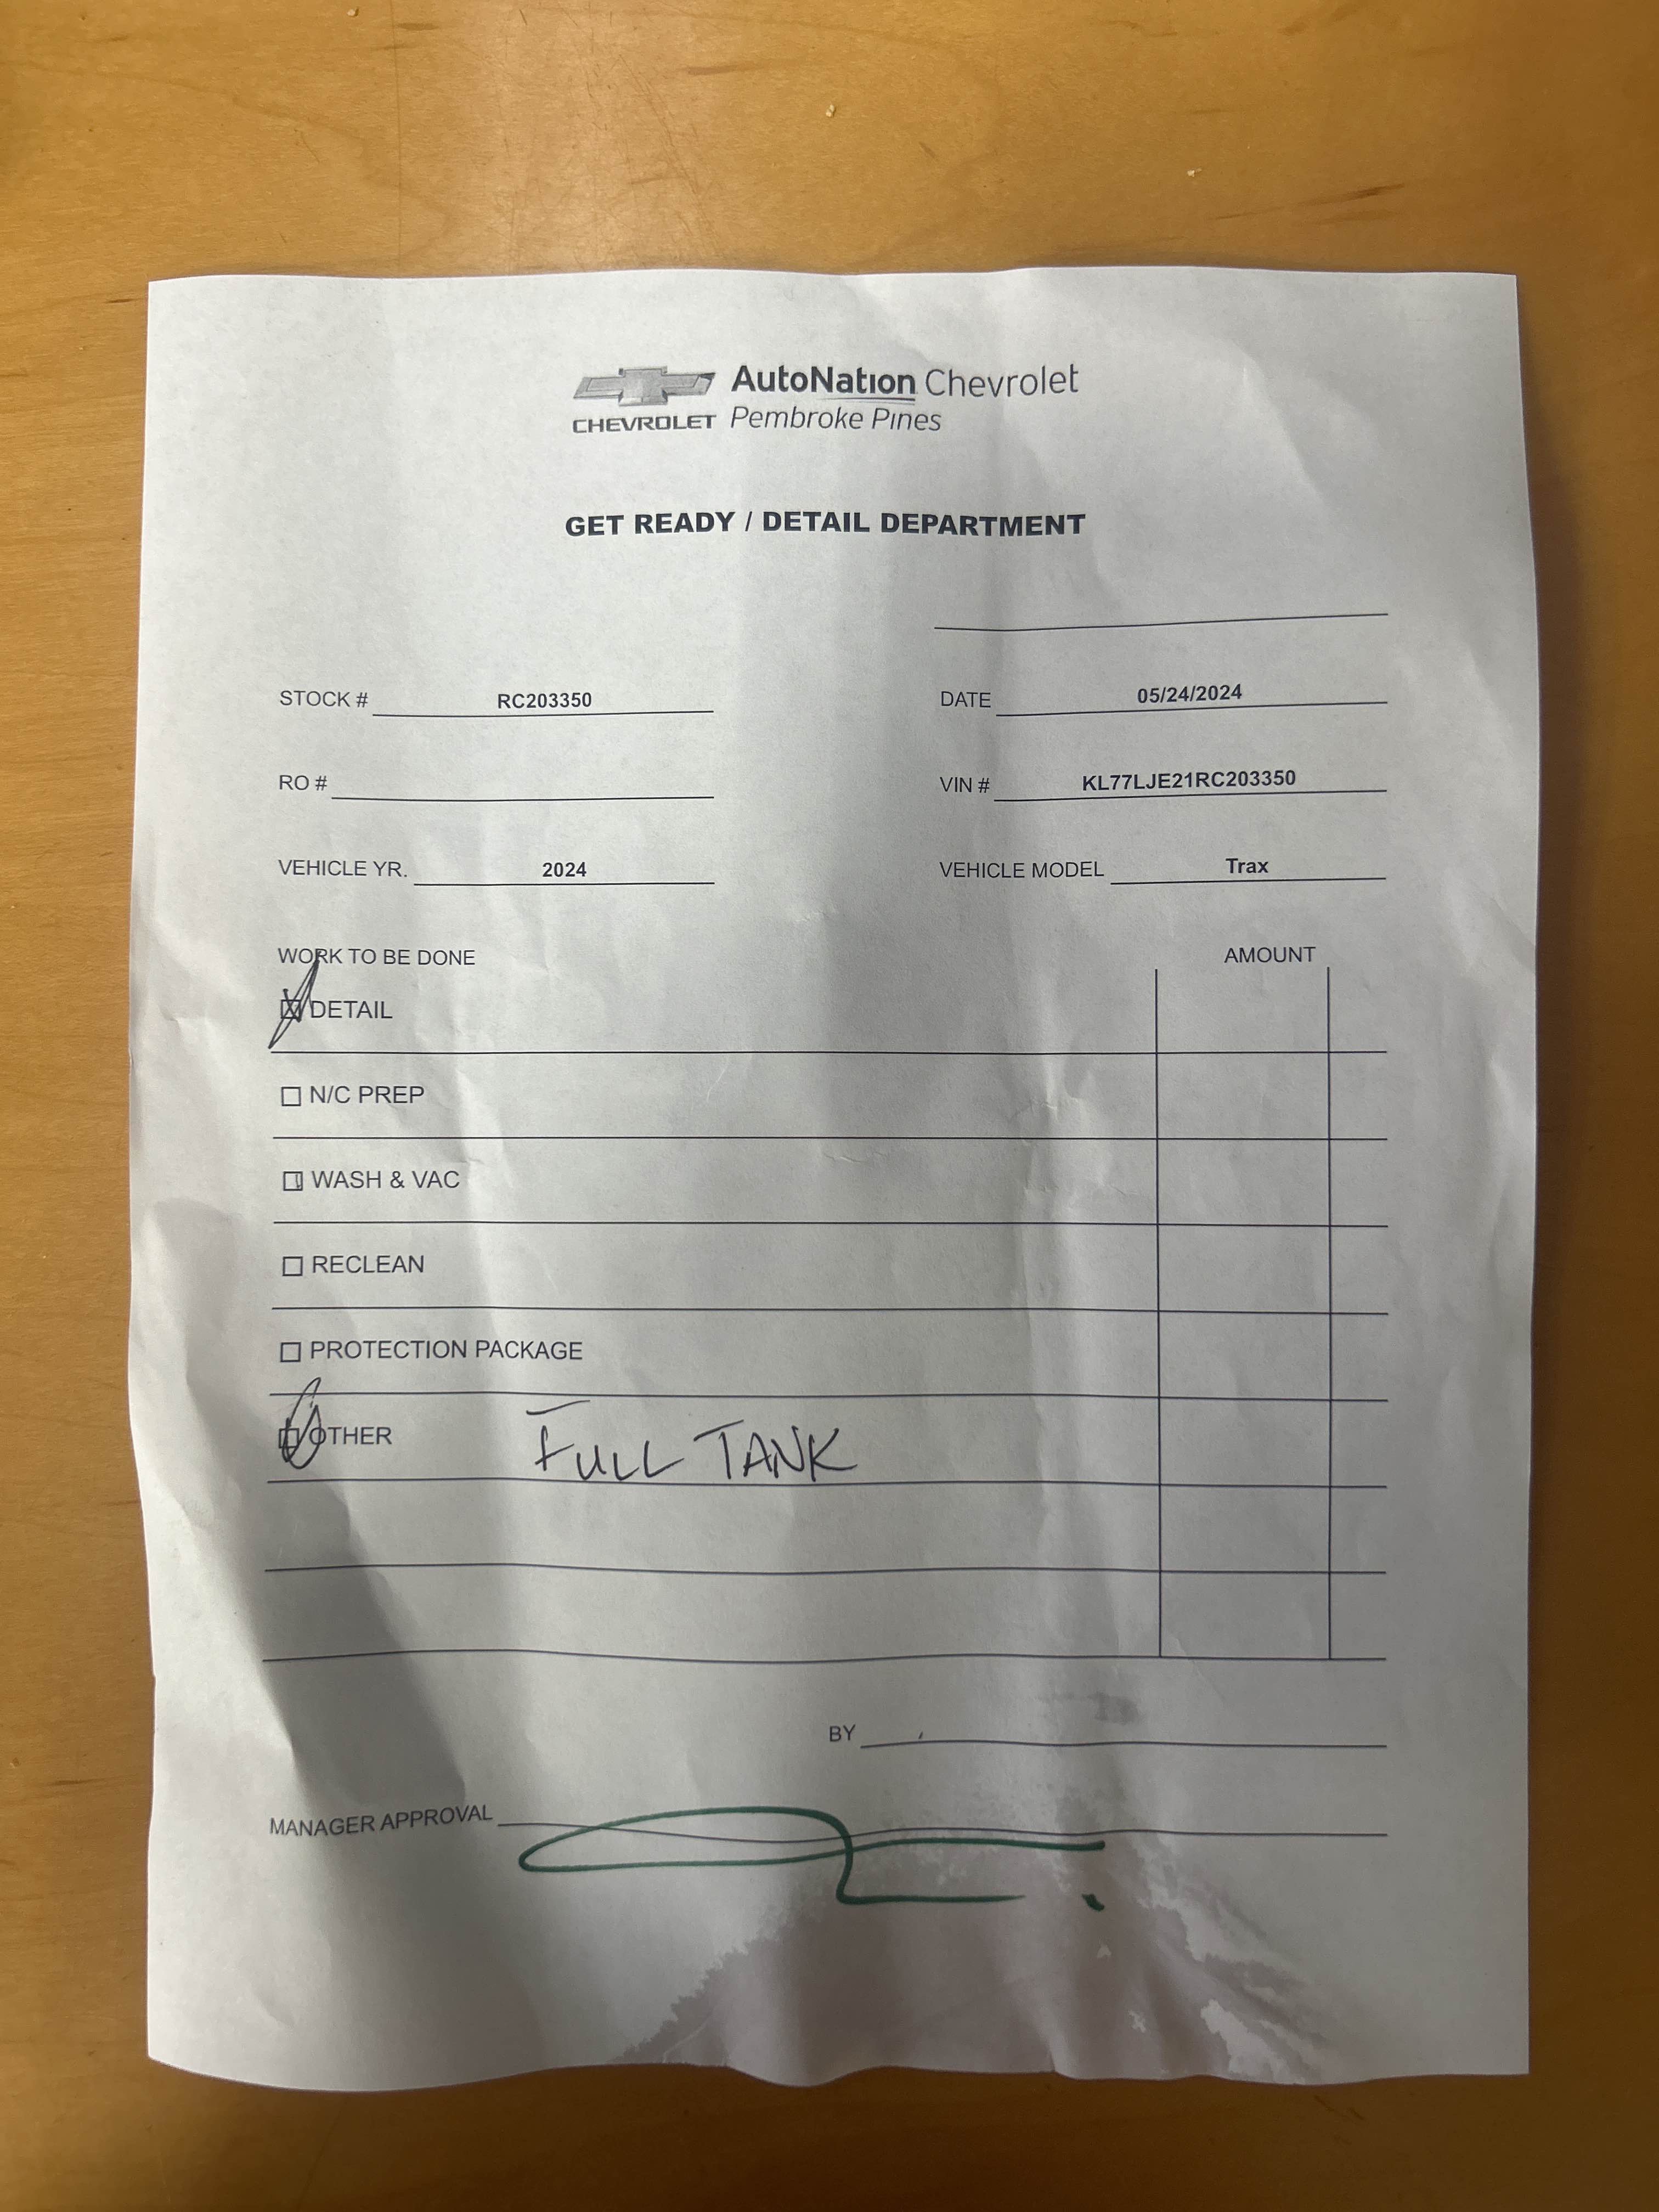 AutoNation Chevrolet
CHEVROLET Pembroke Pines
GET READY / DETAIL DEPARTMENT
STOCK # RC203350
DATE 05/24/2024
RO #
VIN # KL77LJE21RC203350
VEHICLE YR. 2024
VEHICLE MODEL Trax
WORK TO BE DONE
AMOUNT
DETAIL
N/C PREP
WASH & VAC
RECLEAN
PROTECTION PACKAGE
OTHER FULL TANK
BY
MANAGER APPROVAL